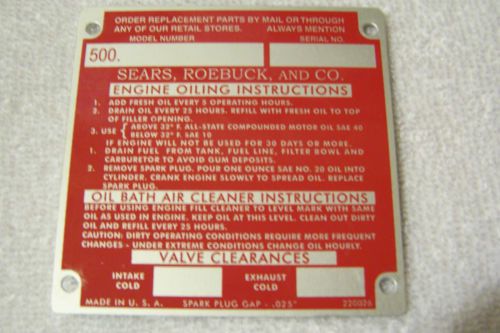 ORDER REPLACEMENT PARTS BY MAIL OR THROUGH
ANY OF OUR RETAIL STORES. ALWAYS MENTION
MODEL NUMBER SERIAL NO.
500.
SEARS, ROEBUCK, AND CO.
ENGINE OILING INSTRUCTIONS
1. ADD FRESH OIL EVERY 5 OPERATING HOURS.
2. DRAIN OIL EVERY 25 HOURS. REFILL WITH FRESH OIL TO TOP
OF FILLER OPENING.
3. USE { ABOVE 32° F. ALL-STATE COMPOUNDED MOTOR OIL SAE 40
BELOW 32° F. SAE 10
IF ENGINE WILL NOT BE USED FOR 30 DAYS OR MORE.
1. DRAIN FUEL FROM TANK, FUEL LINE, FILTER BOWL AND
CARBURETOR TO AVOID GUM DEPOSITS.
2. REMOVE SPARK PLUG. POUR ONE OUNCE SAE NO. 20 OIL INTO
CYLINDER. CRANK ENGINE SLOWLY TO SPREAD OIL. REPLACE
SPARK PLUG.
OIL BATH AIR CLEANER INSTRUCTIONS
BEFORE USING ENGINE FILL CLEANER TO LEVEL MARK WITH SAME
OIL AS USED IN ENGINE. KEEP OIL AT THIS LEVEL. CLEAN OUT DIRTY
OIL AND REFILL EVERY 25 HOURS.
CAUTION: DIRTY OPERATING CONDITIONS REQUIRE MORE FREQUENT
CHANGES - UNDER EXTREME CONDITIONS CHANGE OIL HOURLY.
VALVE CLEARANCES
INTAKE EXHAUST
COLD COLD
MADE IN U. S. A. SPARK PLUG GAP - .025"